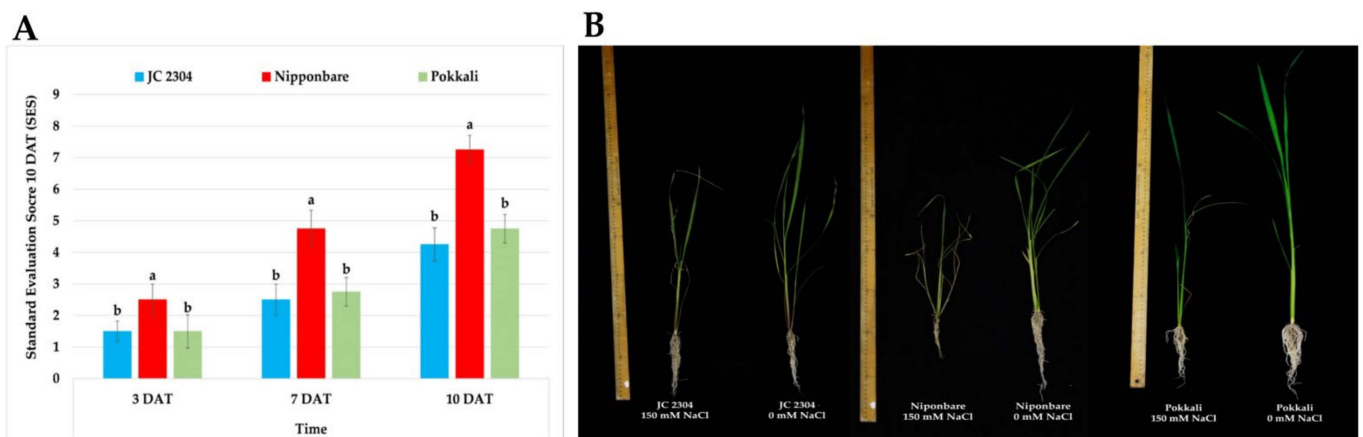 A
JC 2304 Nipponbare Pokkali
Standard Evaluation Socre 10 DAT (SES)
9
8
7
6
5
4
3
2
1
0
b a b
b a b
b a b
3 DAT 7 DAT 10 DAT
Time
B
JC 2304
150 mM NaCl
JC 2304
0 mM NaCl
Niponbare
150 mM NaCl
Niponbare
0 mM NaCl
Pokkali
150 mM NaCl
Pokkali
0 mM NaCl